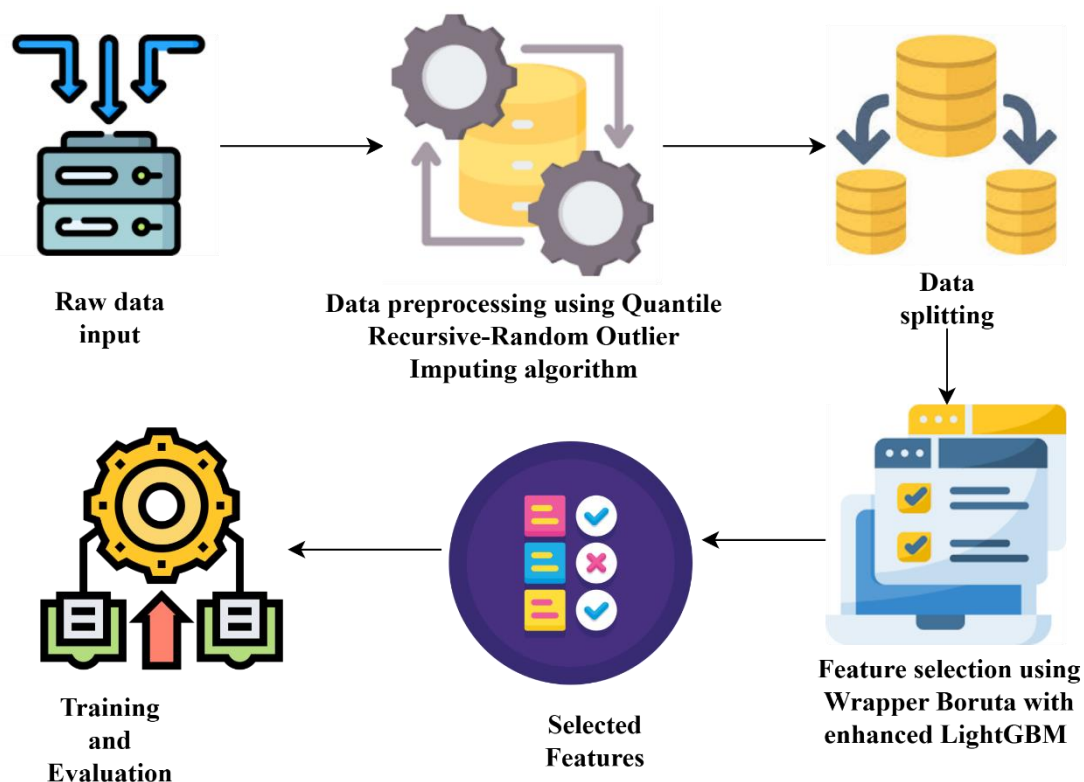 Raw data
input
Data preprocessing using Quantile
Recursive-Random Outlier
Imputing algorithm
Data
splitting
Feature selection using
Wrapper Boruta with
enhanced LightGBM
Selected
Features
Training
and
Evaluation